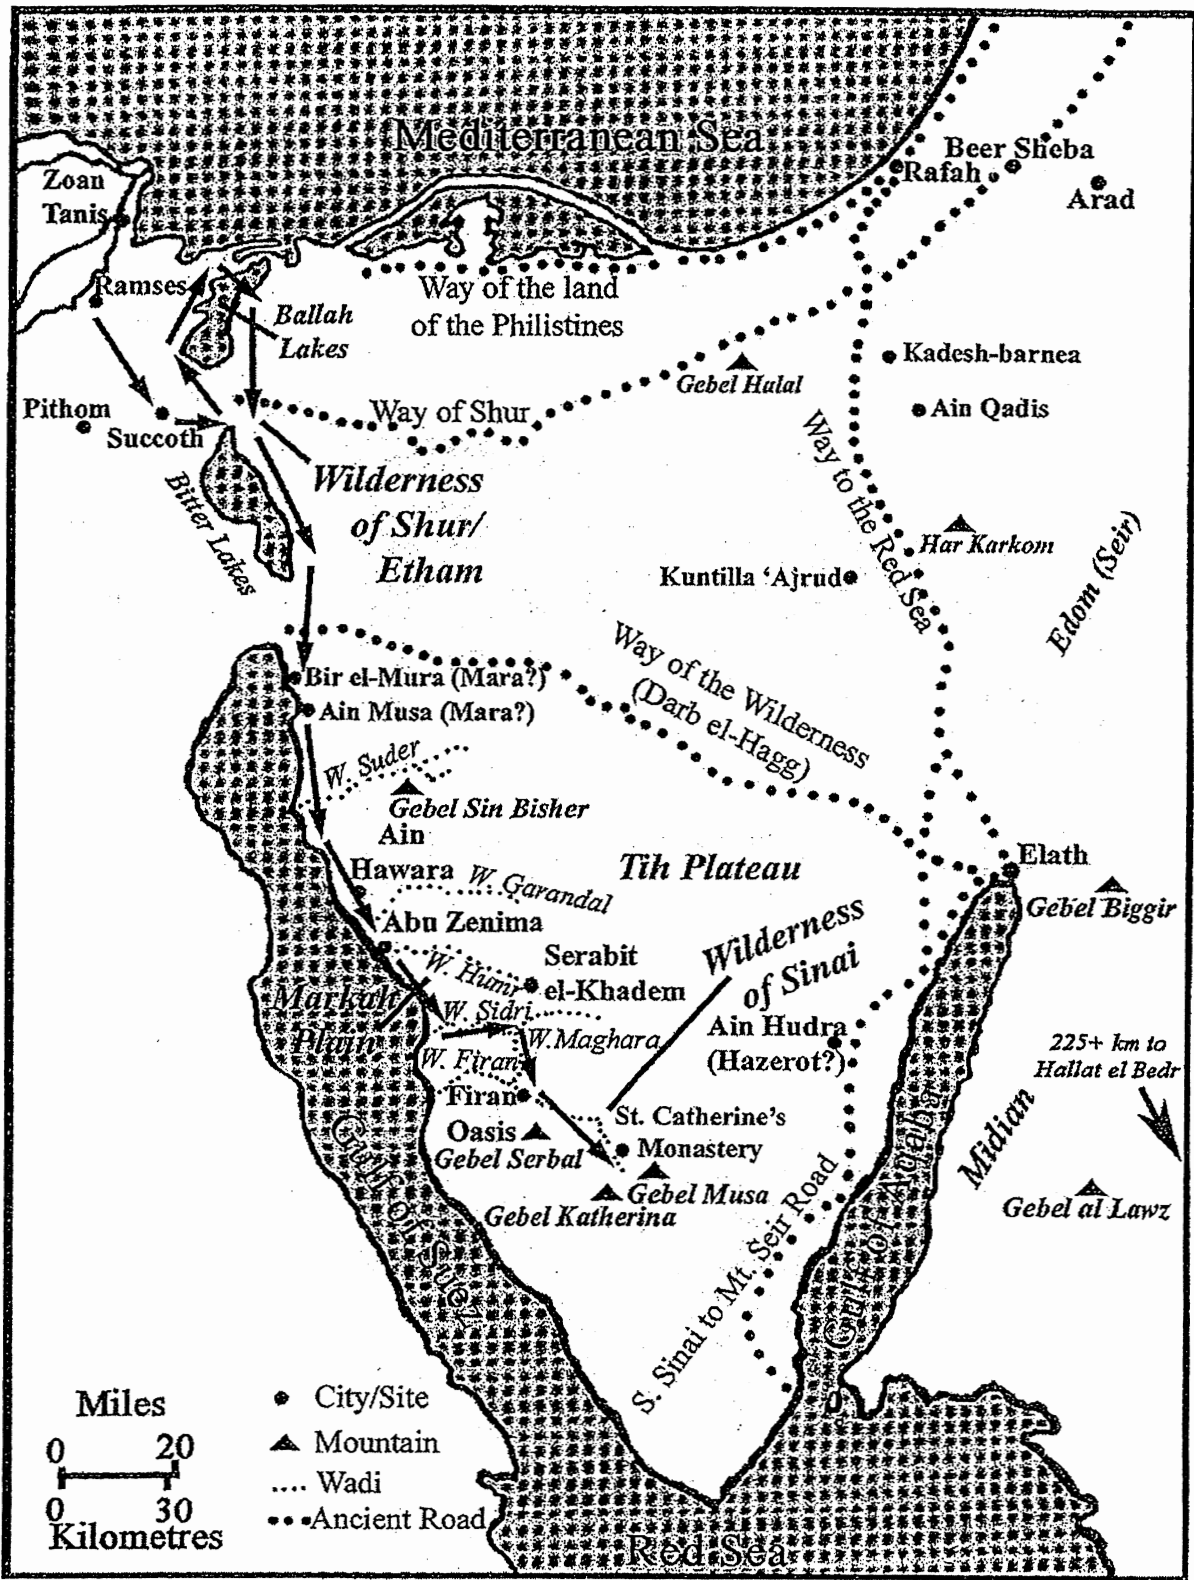 Mediterranean Sea
Zoan
Tanis
Beer Sheba
Rafah
Arad
Ramses
Way of the land
of the Philistines
Ballah
Lakes
Kadesh-barnea
Gebel Halal
Pithom
Succoth
Way of Shur
Ain Qadis
Way to the Red Sea
Bitter Lakes
Wilderness
of Shur/
Etham
Har Karkom
Kuntilla ‘Ajrud
Edom (Seir)
Way of the Wilderness
(Darb el-Hagg)
Bir el-Mura (Mara?)
Ain Musa (Mara?)
W. Suder
Gebel Sin Bisher
Ain
Hawara
W. Garandal
Tih Plateau
Elath
Gebel Biggir
Abu Zenima
Wilderness
of Sinai
Serabit
el-Khadem
W. Humr
Markah
Plain
W. Sidri
W. Maghara
Ain Hudra
(Hazerot?)
225+ km to
Hallat el Bedr
W. Firan
Firan
Oasis
Gebel Serbal
St. Catherine's
Monastery
Gebel Musa
Gebel Katherina
Midian
Gebel al Lawz
Gulf of Suez
Gulf of Aqaba
S. Sinai to Mt. Seir Road
Miles
0 20
0 30
Kilometres
City/Site
Mountain
Wadi
Ancient Road
Red Sea